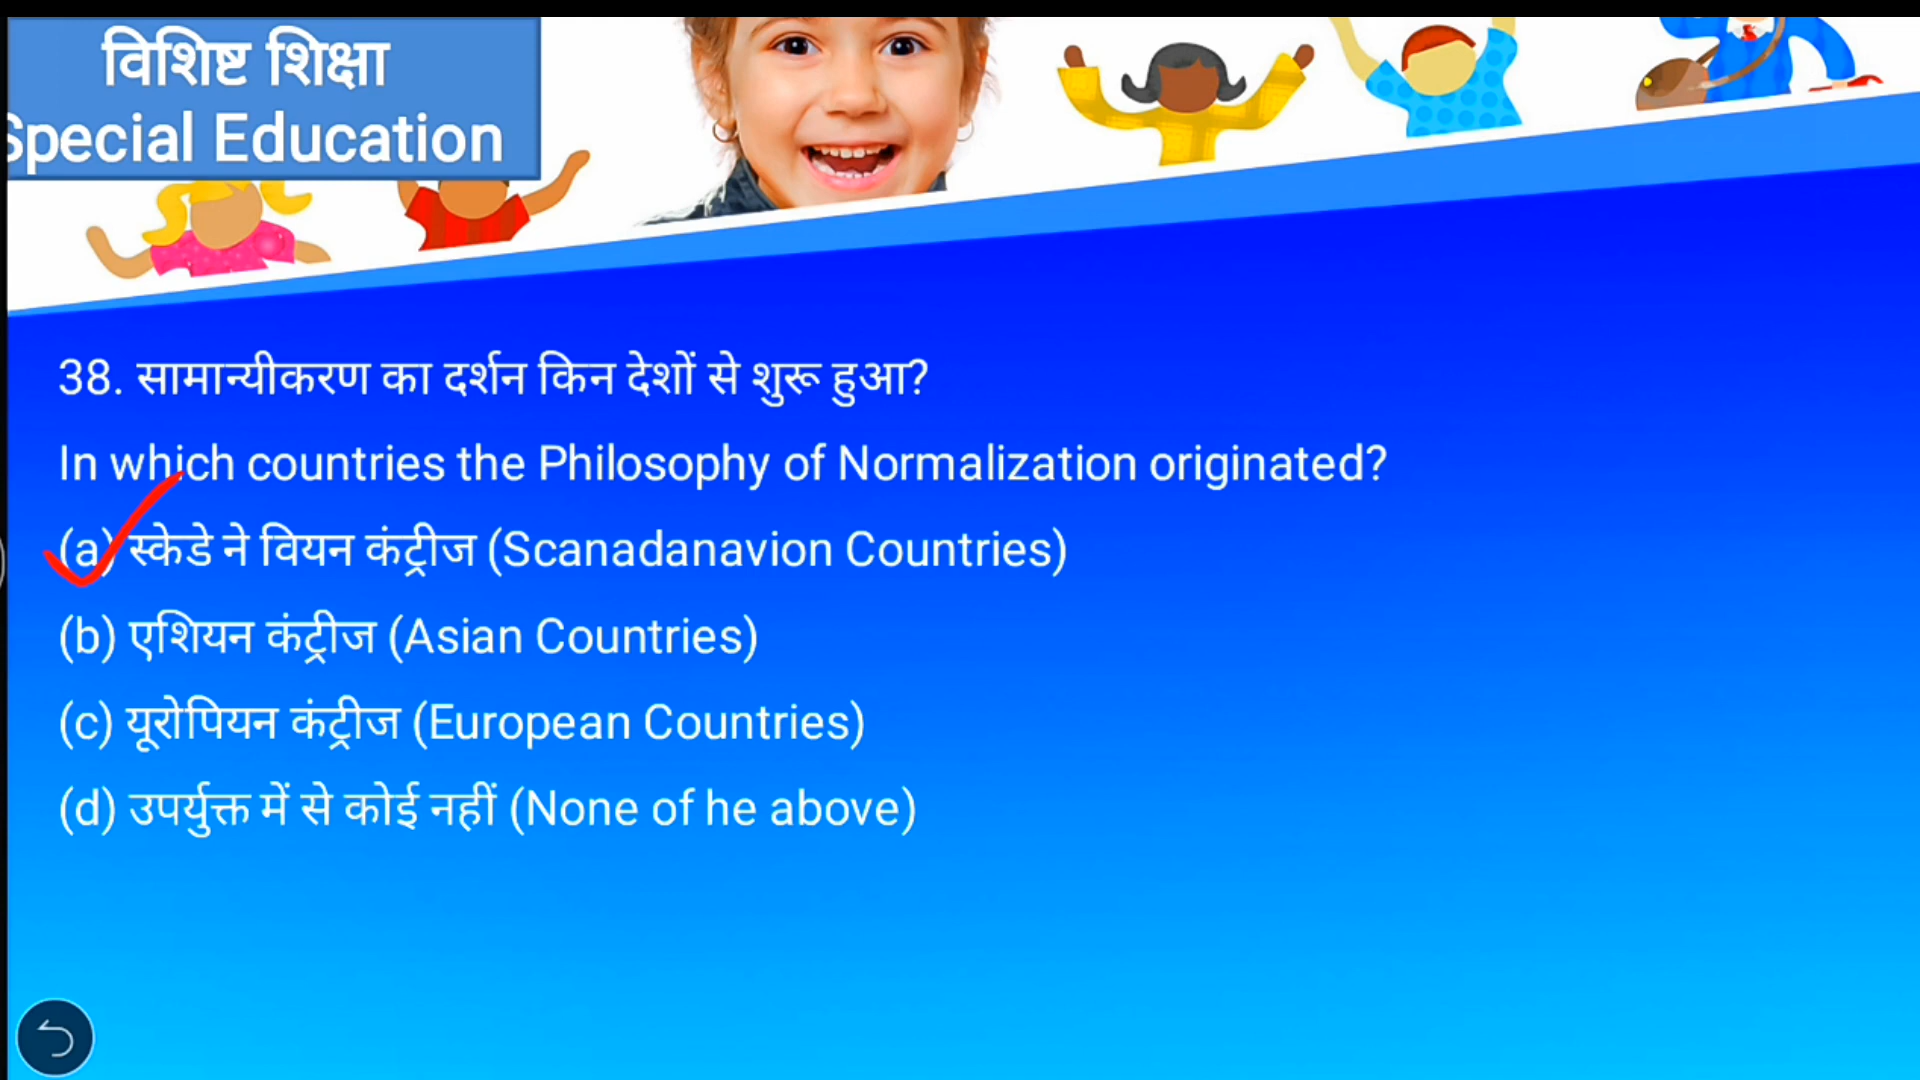 विशिष्ट शिक्षा
Special Education
38. सामान्यीकरण का दर्शन किन देशों से शुरू हुआ?
In which countries the Philosophy of Normalization originated?
(a) स्केडे ने वियन कंट्रीज (Scanadanavion Countries)
(b) एशियन कंट्रीज (Asian Countries)
(c) यूरोपियन कंट्रीज (European Countries)
(d) उपर्युक्त में से कोई नहीं (None of he above)